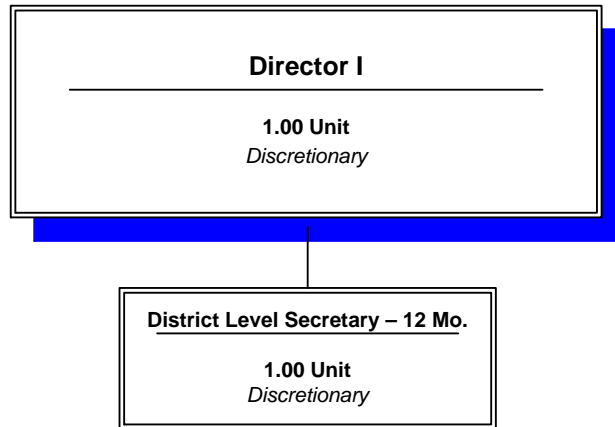 Director I
1.00 Unit
Discretionary
District Level Secretary – 12 Mo.
1.00 Unit
Discretionary